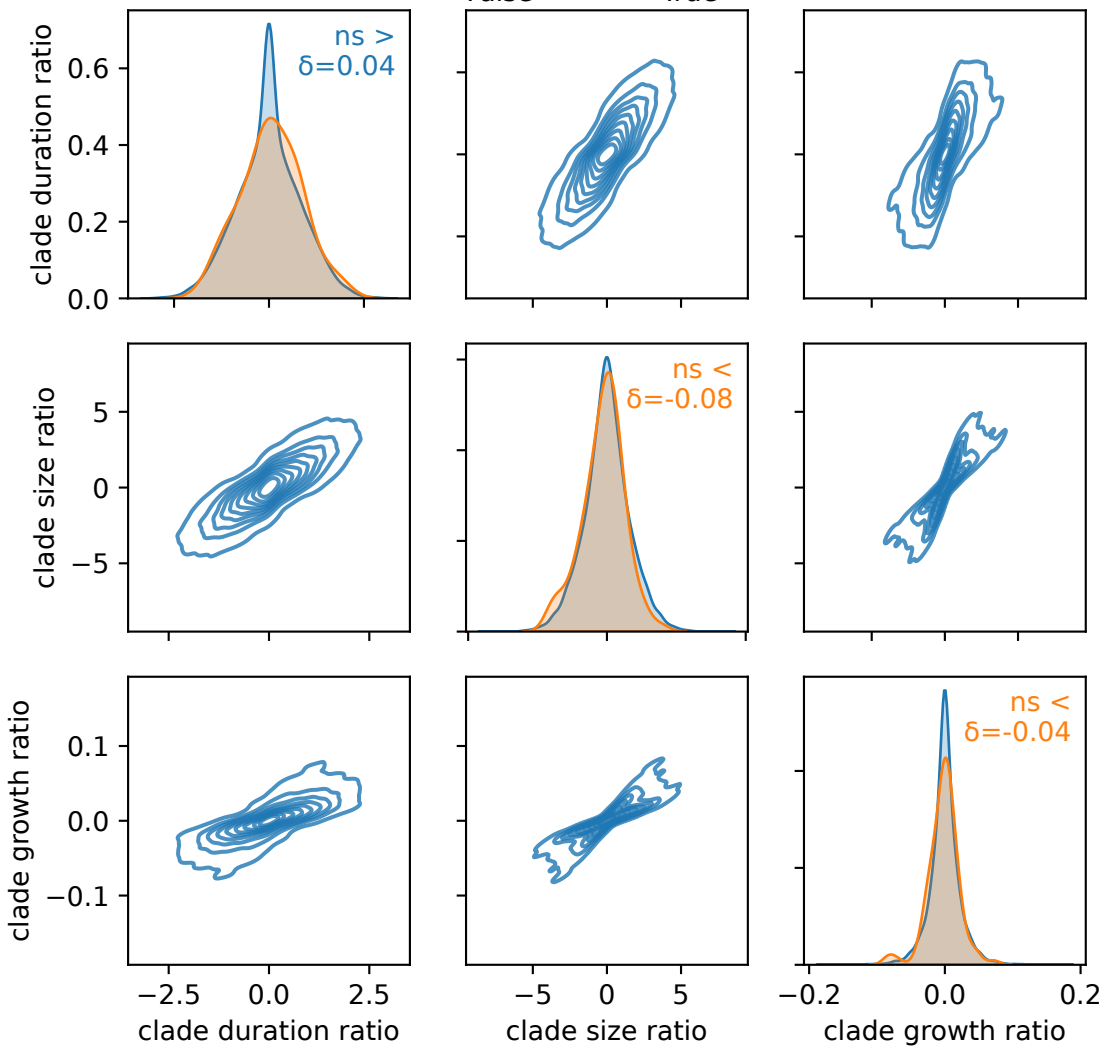 clade duration ratio
0.6
0.4
0.2
0.0
ns >
δ=0.04
clade size ratio
5
0
−5
ns <
δ=-0.08
clade growth ratio
0.1
0.0
−0.1
ns <
δ=-0.04
−2.5
0.0
2.5
−5
0
5
−0.2
0.0
0.2
clade duration ratio
clade size ratio
clade growth ratio